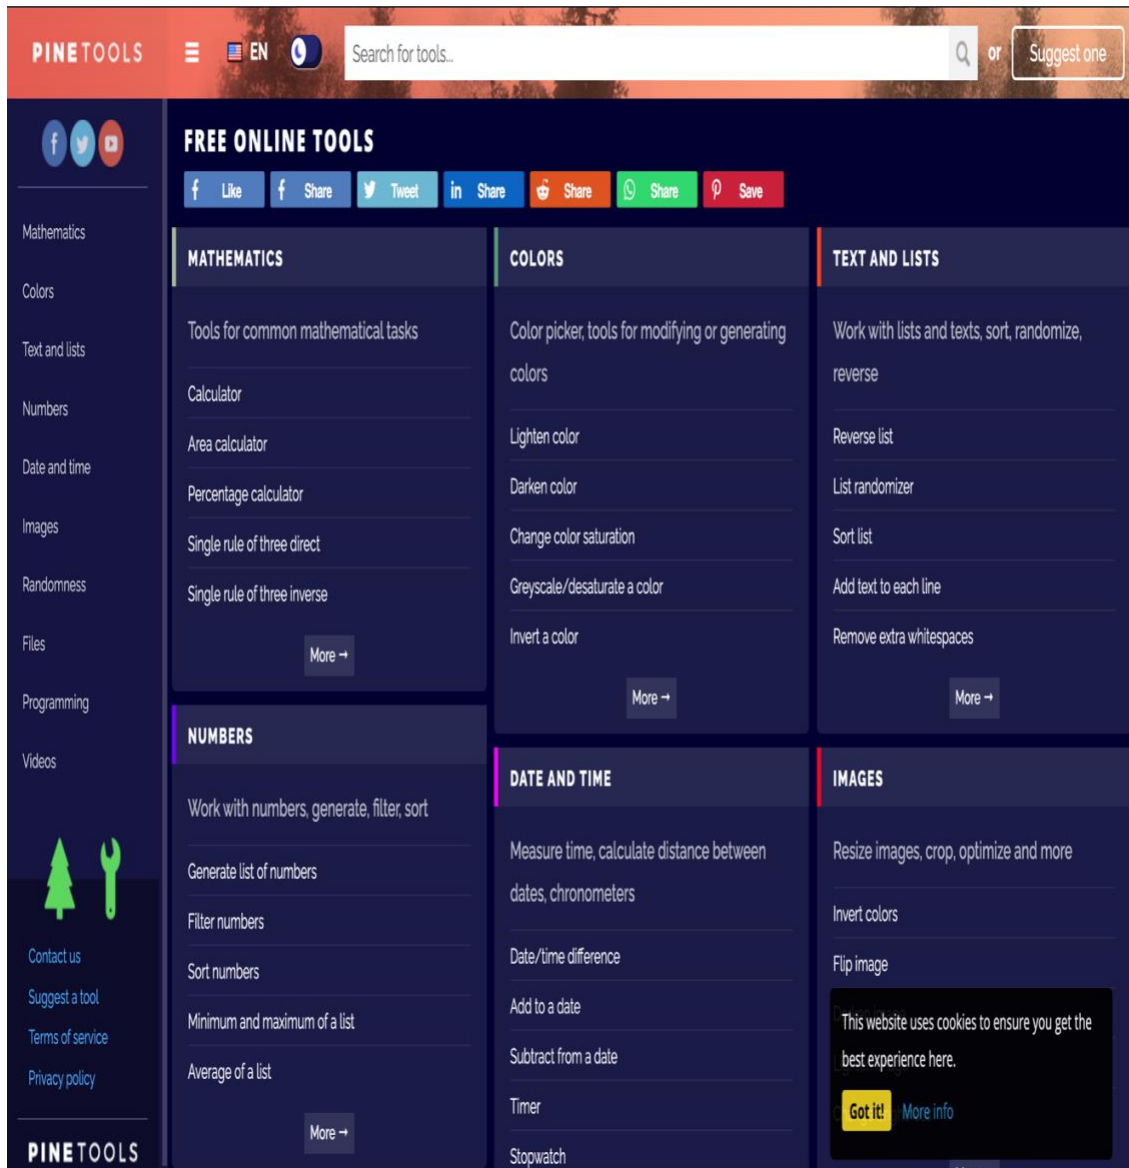 PINETOOLS
EN
Search for tools...
or
Suggest one
Mathematics
Colors
Text and lists
Numbers
Date and time
Images
Randomness
Files
Programming
Videos
Contact us
Suggest a tool
Terms of service
Privacy policy
PINETOOLS
FREE ONLINE TOOLS
Like
Share
Tweet
in Share
Share
Share
Save
MATHEMATICS
Tools for common mathematical tasks
Calculator
Area calculator
Percentage calculator
Single rule of three direct
Single rule of three inverse
More →
COLORS
Color picker, tools for modifying or generating
colors
Lighten color
Darken color
Change color saturation
Greyscale/desaturate a color
Invert a color
More →
TEXT AND LISTS
Work with lists and texts, sort, randomize,
reverse
Reverse list
List randomizer
Sort list
Add text to each line
Remove extra whitespaces
More →
NUMBERS
Work with numbers, generate, filter, sort
Generate list of numbers
Filter numbers
Sort numbers
Minimum and maximum of a list
Average of a list
More →
DATE AND TIME
Measure time, calculate distance between
dates, chronometers
Date/time difference
Add to a date
Subtract from a date
Timer
Stopwatch
IMAGES
Resize images, crop, optimize and more
Invert colors
Flip image
This website uses cookies to ensure you get the
best experience here.
Got it!
More info